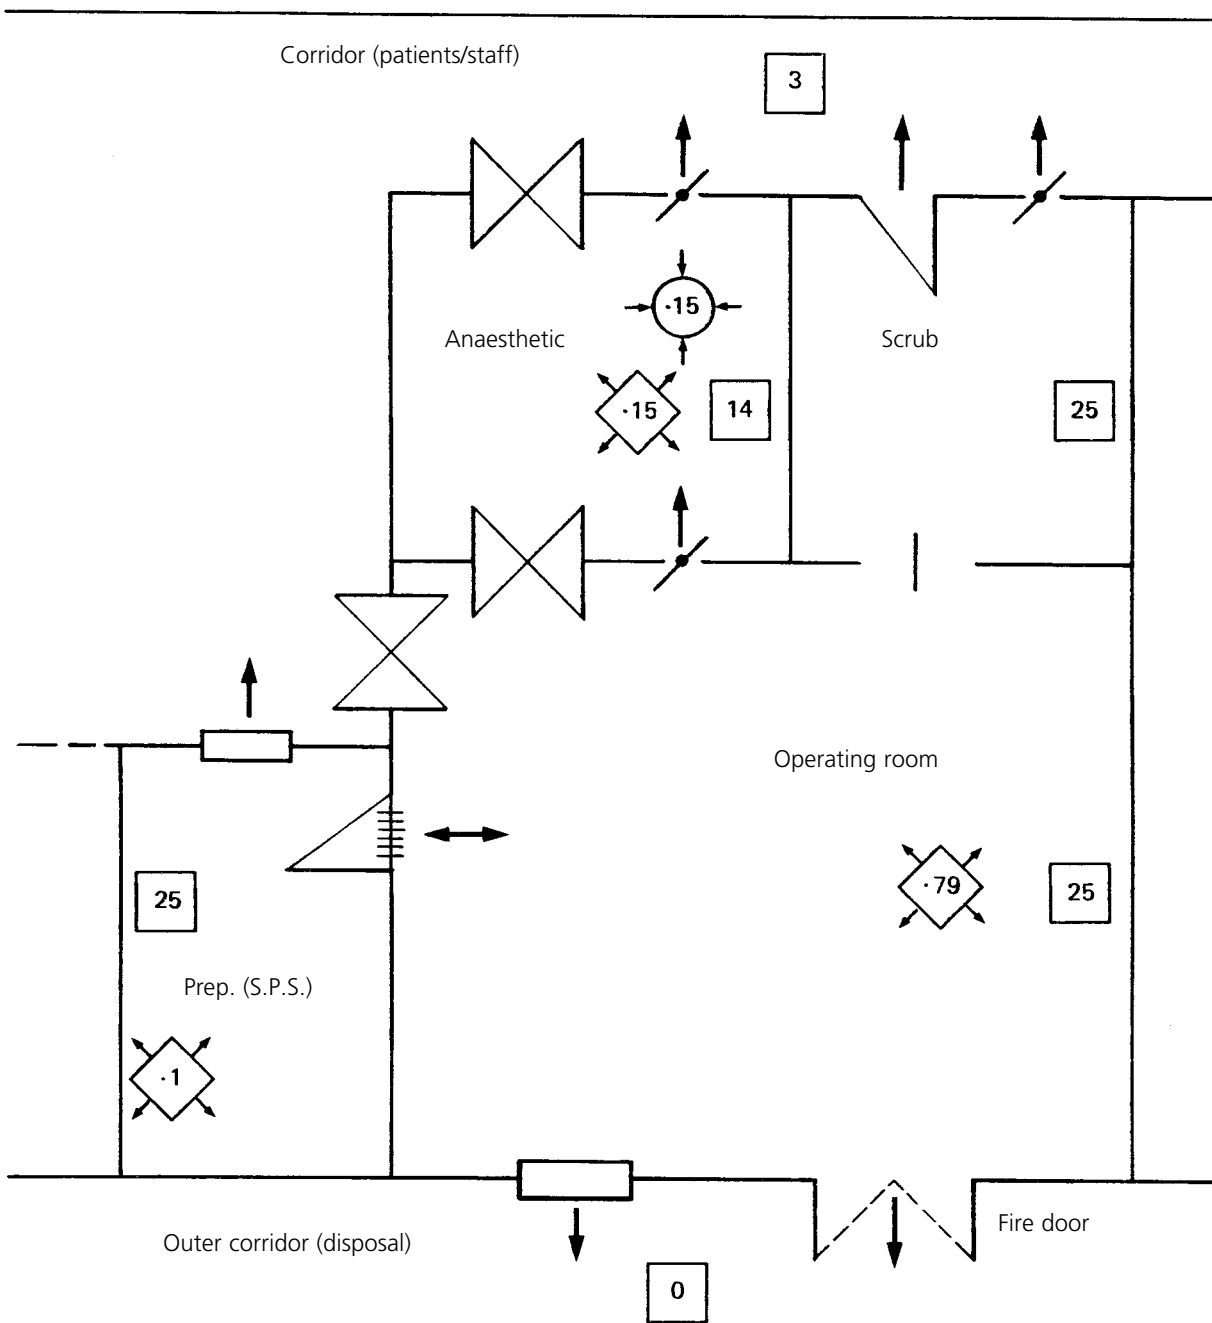 Corridor (patients/staff)
3
·15
Anaesthetic
Scrub
·15
14
25
Operating room
·79
25
25
Prep. (S.P.S.)
·1
Fire door
Outer corridor (disposal)
0